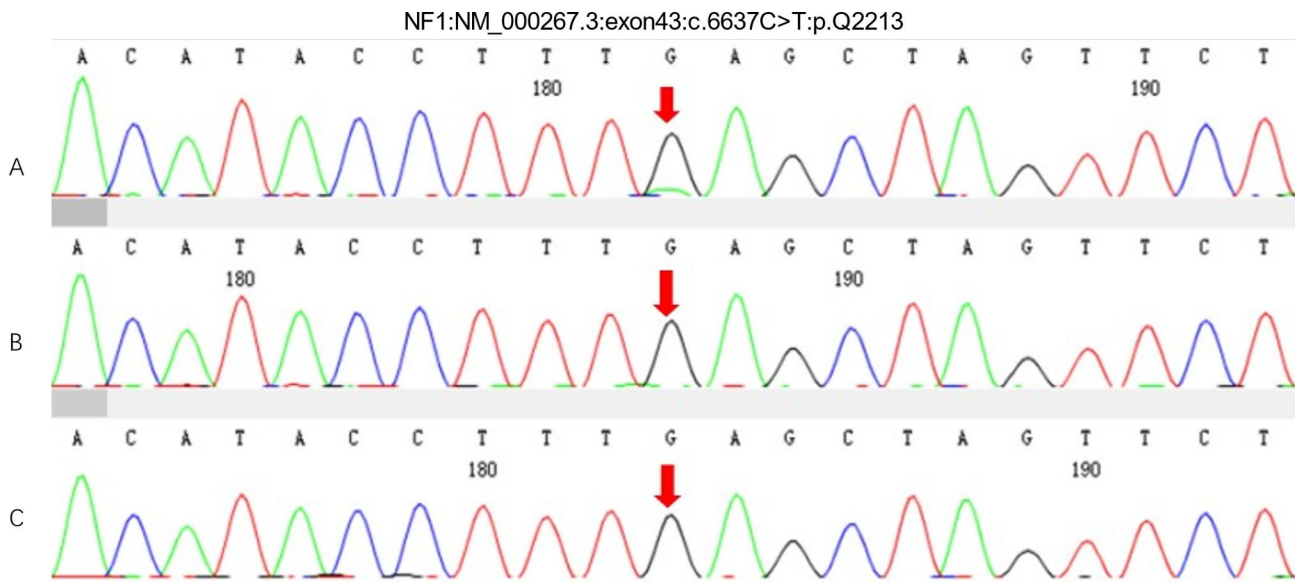 NF1:NM_000267.3:exon43:c.6637C>T:p.Q2213
A C A T A C C T T T G A G C T A G T T C T
180 190
A
A C A T A C C T T T G A G C T A G T T C T
180 190
B
A C A T A C C T T T G A G C T A G T T C T
180 190
C